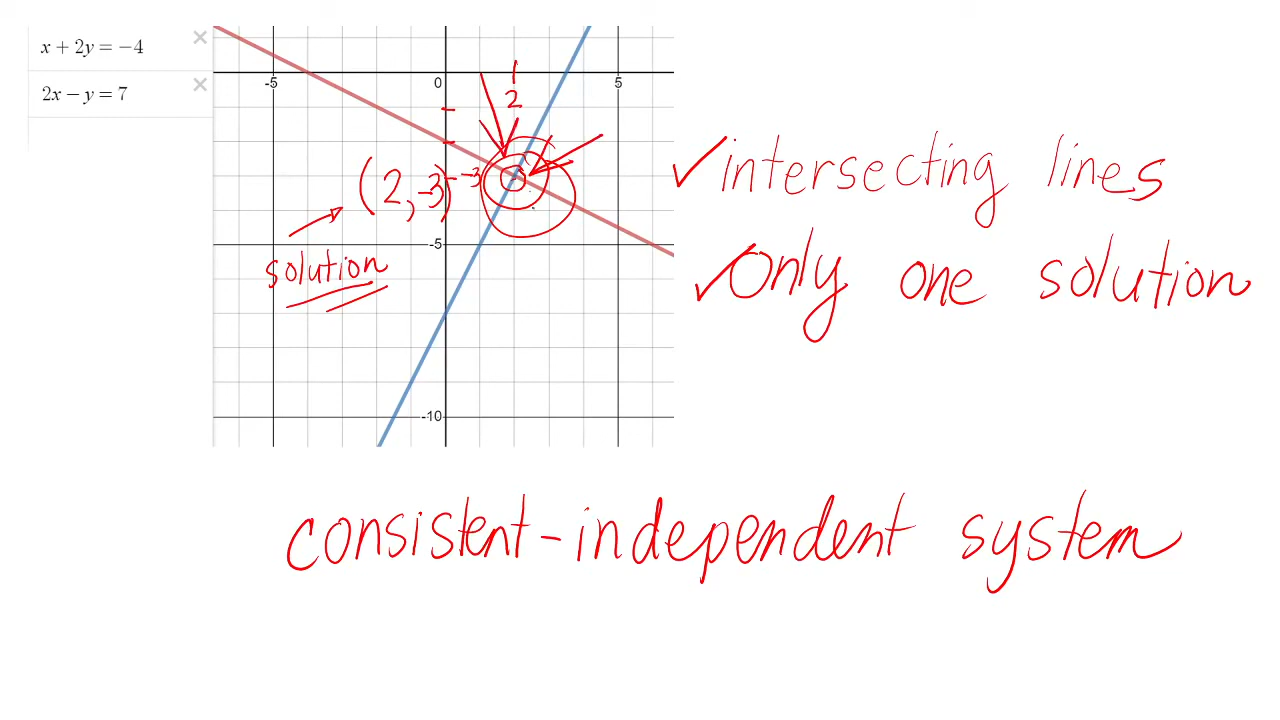 x + 2y = −4
2x − y = 7
-5
0
5
-5
-10
1
2
-3
(2, -3)
solution
✓intersecting lines
✓Only one solution
consistent-independent system